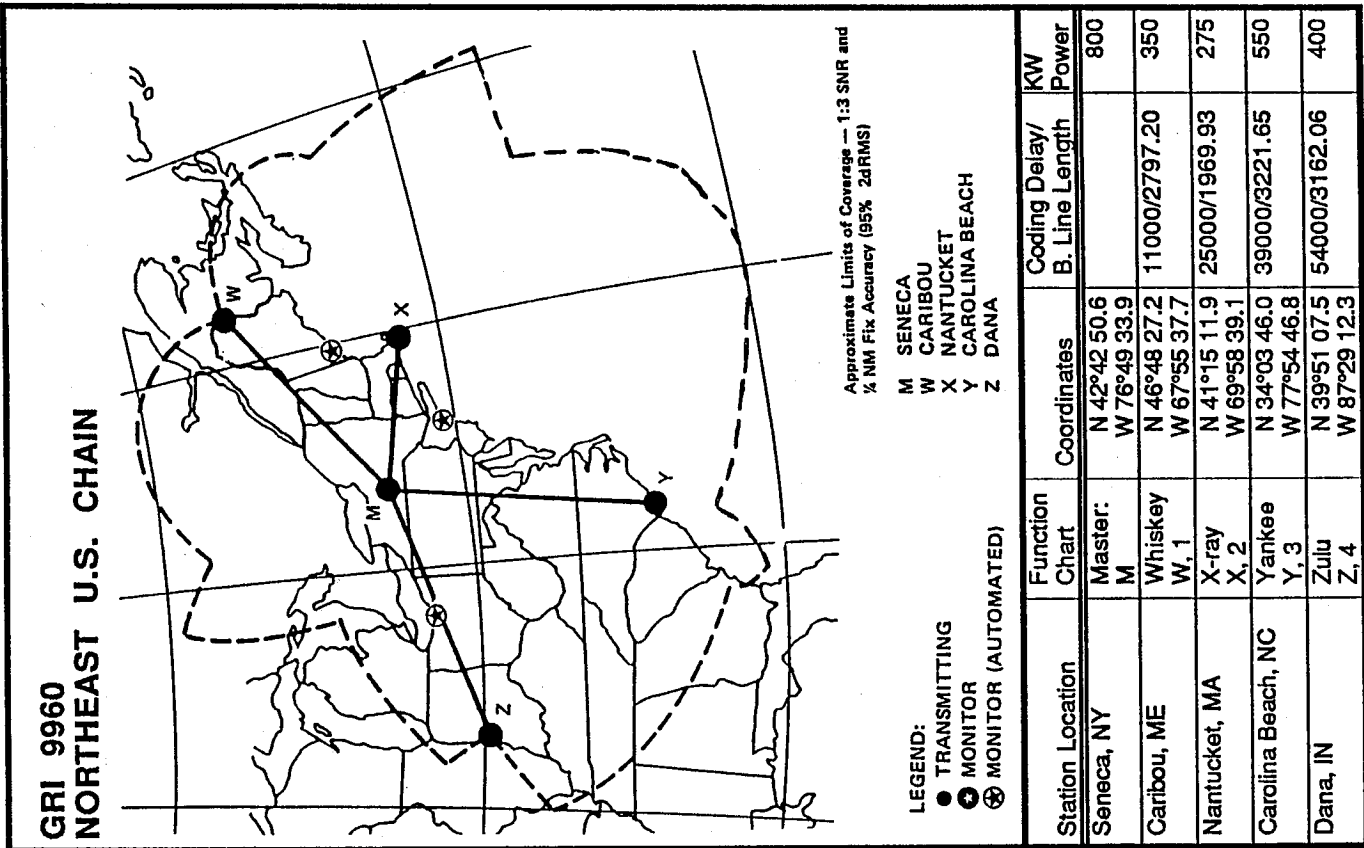 GRI 9960
NORTHEAST U.S. CHAIN
W
X
M
Y
Z
Approximate Limits of Coverage — 1:3 SNR and
¼ NM Fix Accuracy (95% 2dRMS)
M SENECA
W CARIBOU
X NANTUCKET
Y CAROLINA BEACH
Z DANA
LEGEND:
TRANSMITTING
MONITOR
MONITOR (AUTOMATED)
Station Location Function Chart Coordinates Coding Delay/ B. Line Length KW Power
Seneca, NY Master: M N 42°42 50.6 W 76°49 33.9 800
Caribou, ME Whiskey W, 1 N 46°48 27.2 W 67°55 37.7 11000/2797.20 350
Nantucket, MA X-ray X, 2 N 41°15 11.9 W 69°58 39.1 25000/1969.93 275
Carolina Beach, NC Yankee Y, 3 N 34°03 46.0 W 77°54 46.8 39000/3221.65 550
Dana, IN Zulu Z, 4 N 39°51 07.5 W 87°29 12.3 54000/3162.06 400